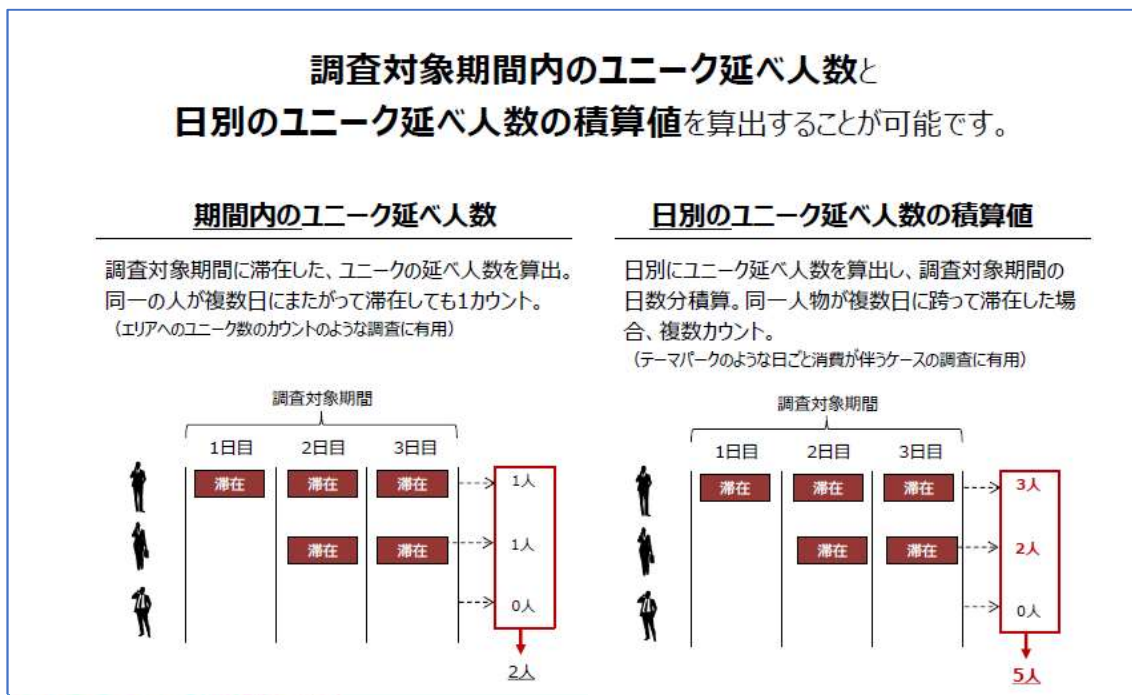 調査対象期間内のユニーク延べ人数と
日別のユニーク延べ人数の積算値を算出することが可能です。
期間内のユニーク延べ人数
調査対象期間に滞在した、ユニークの延べ人数を算出。
同一の人が複数日にまたがって滞在しても1カウント。
（エリアへのユニーク数のカウントのような調査に有用）
調査対象期間
1日目 2日目 3日目
滞在 滞在 滞在 1人
滞在 滞在 1人
0人
2人
日別のユニーク延べ人数の積算値
日別にユニーク延べ人数を算出し、調査対象期間の
日数分積算。同一人物が複数日に跨って滞在した場
合、複数カウント。
（テーマパークのような日ごと消費が伴うケースの調査に有用）
調査対象期間
1日目 2日目 3日目
滞在 滞在 滞在 3人
滞在 滞在 2人
0人
5人